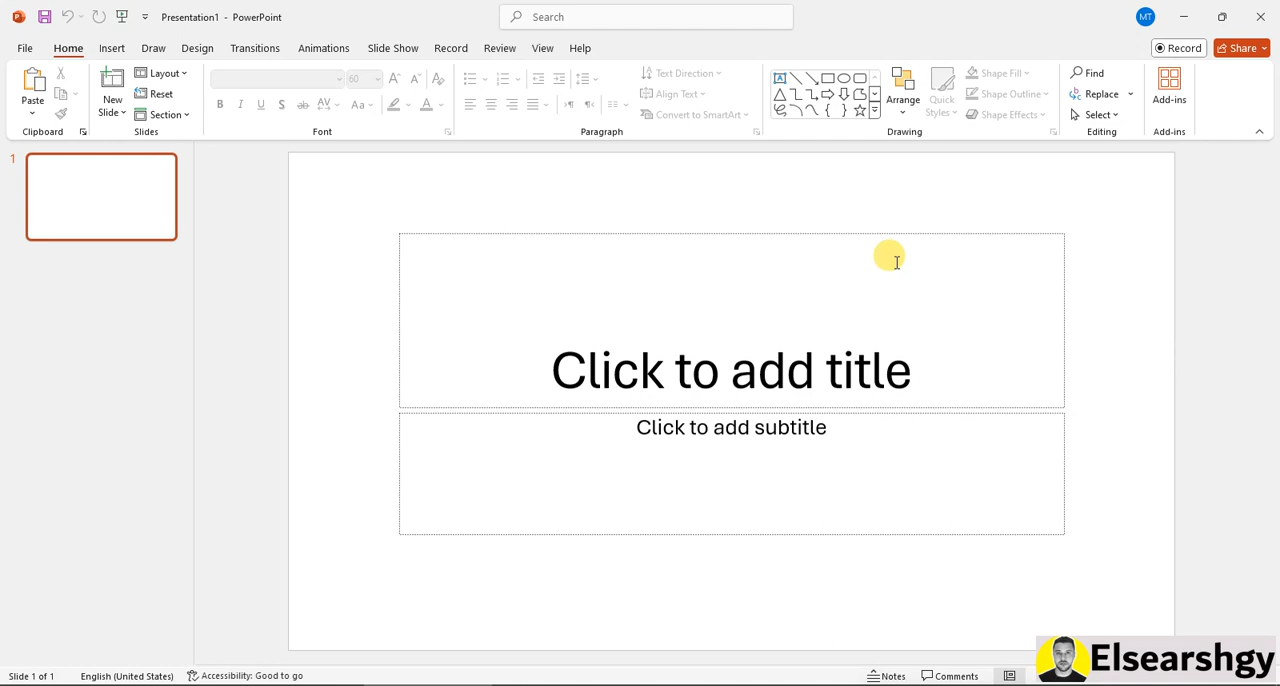 Presentation1 - PowerPoint
Search
MT
File Home Insert Draw Design Transitions Animations Slide Show Record Review View Help
Record
Share
Paste
Clipboard
New
Slide
Layout
Reset
Section
Slides
60
Font
Paragraph
Text Direction
Align Text
Convert to SmartArt
Arrange
Quick
Styles
Shape Fill
Shape Outline
Shape Effects
Drawing
Find
Replace
Select
Editing
Add-ins
Add-ins
1
Click to add title
Click to add subtitle
Slide 1 of 1
English (United States)
Accessibility: Good to go
Notes
Comments
Elsearshgy